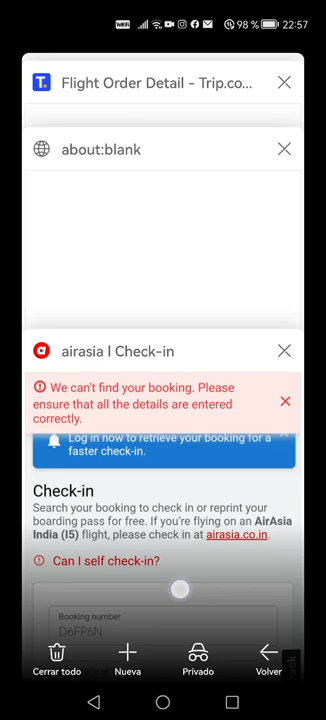 98 %
22:57
Flight Order Detail - Trip.co...
about:blank
airasia | Check-in
We can't find your booking. Please
ensure that all the details are entered
correctly.
Log in now to retrieve your booking for a
faster check-in.
Check-in
Search your booking to check in or reprint your
boarding pass for free. If you're flying on an AirAsia
India (I5) flight, please check in at airasia.co.in.
Can I self check-in?
Booking number
D6FP6N
Cerrar todo
Nueva
Privado
Volver